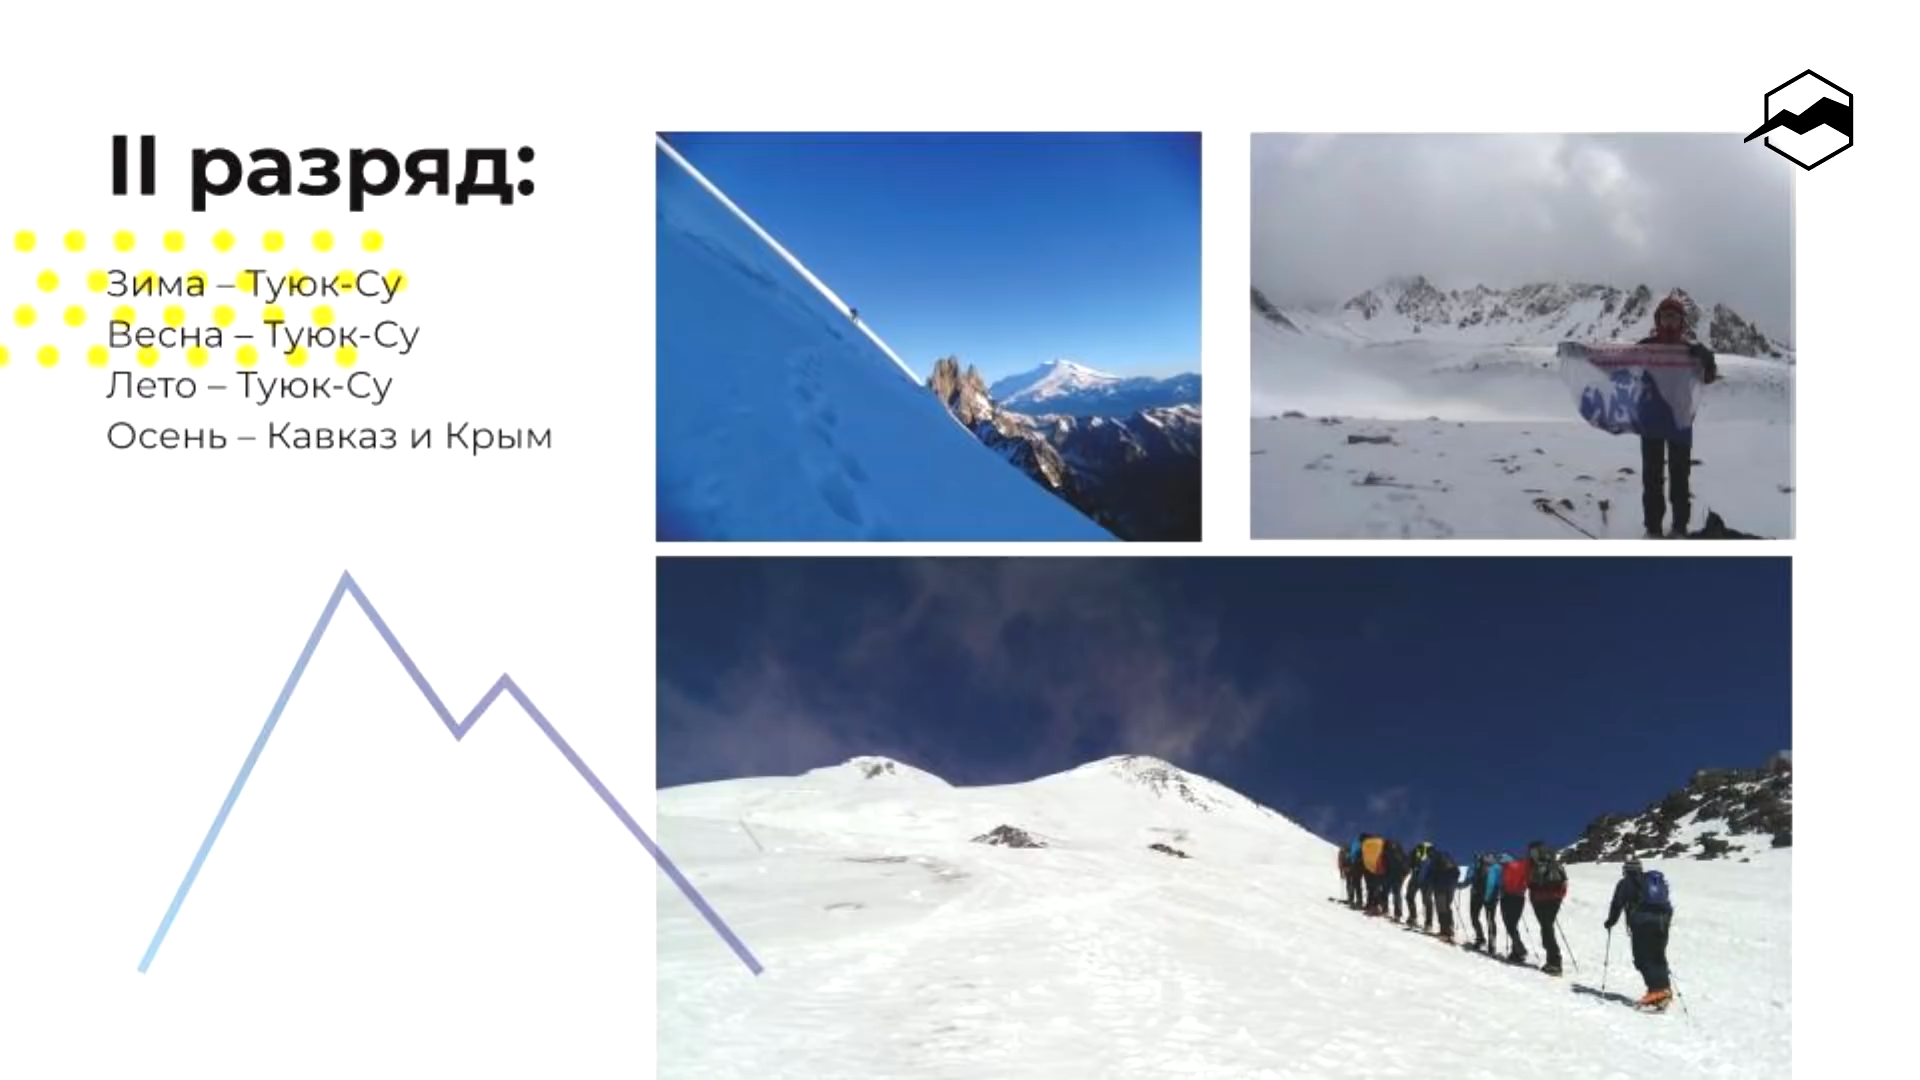 II разряд:
Зима – Туюк-Су
Весна – Туюк-Су
Лето – Туюк-Су
Осень – Кавказ и Крым